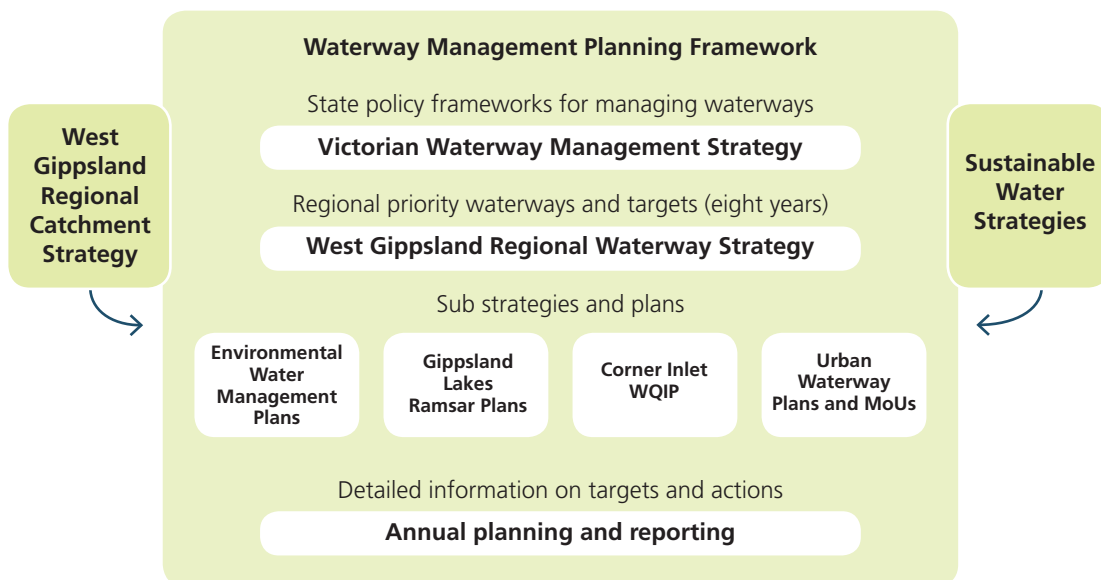 Waterway Management Planning Framework
State policy frameworks for managing waterways
Victorian Waterway Management Strategy
Regional priority waterways and targets (eight years)
West Gippsland Regional Waterway Strategy
Sub strategies and plans
Environmental
Water
Management
Plans
Gippsland
Lakes
Ramsar Plans
Corner Inlet
WQIP
Urban
Waterway
Plans and MoUs
Detailed information on targets and actions
Annual planning and reporting
West
Gippsland
Regional
Catchment
Strategy
Sustainable
Water
Strategies